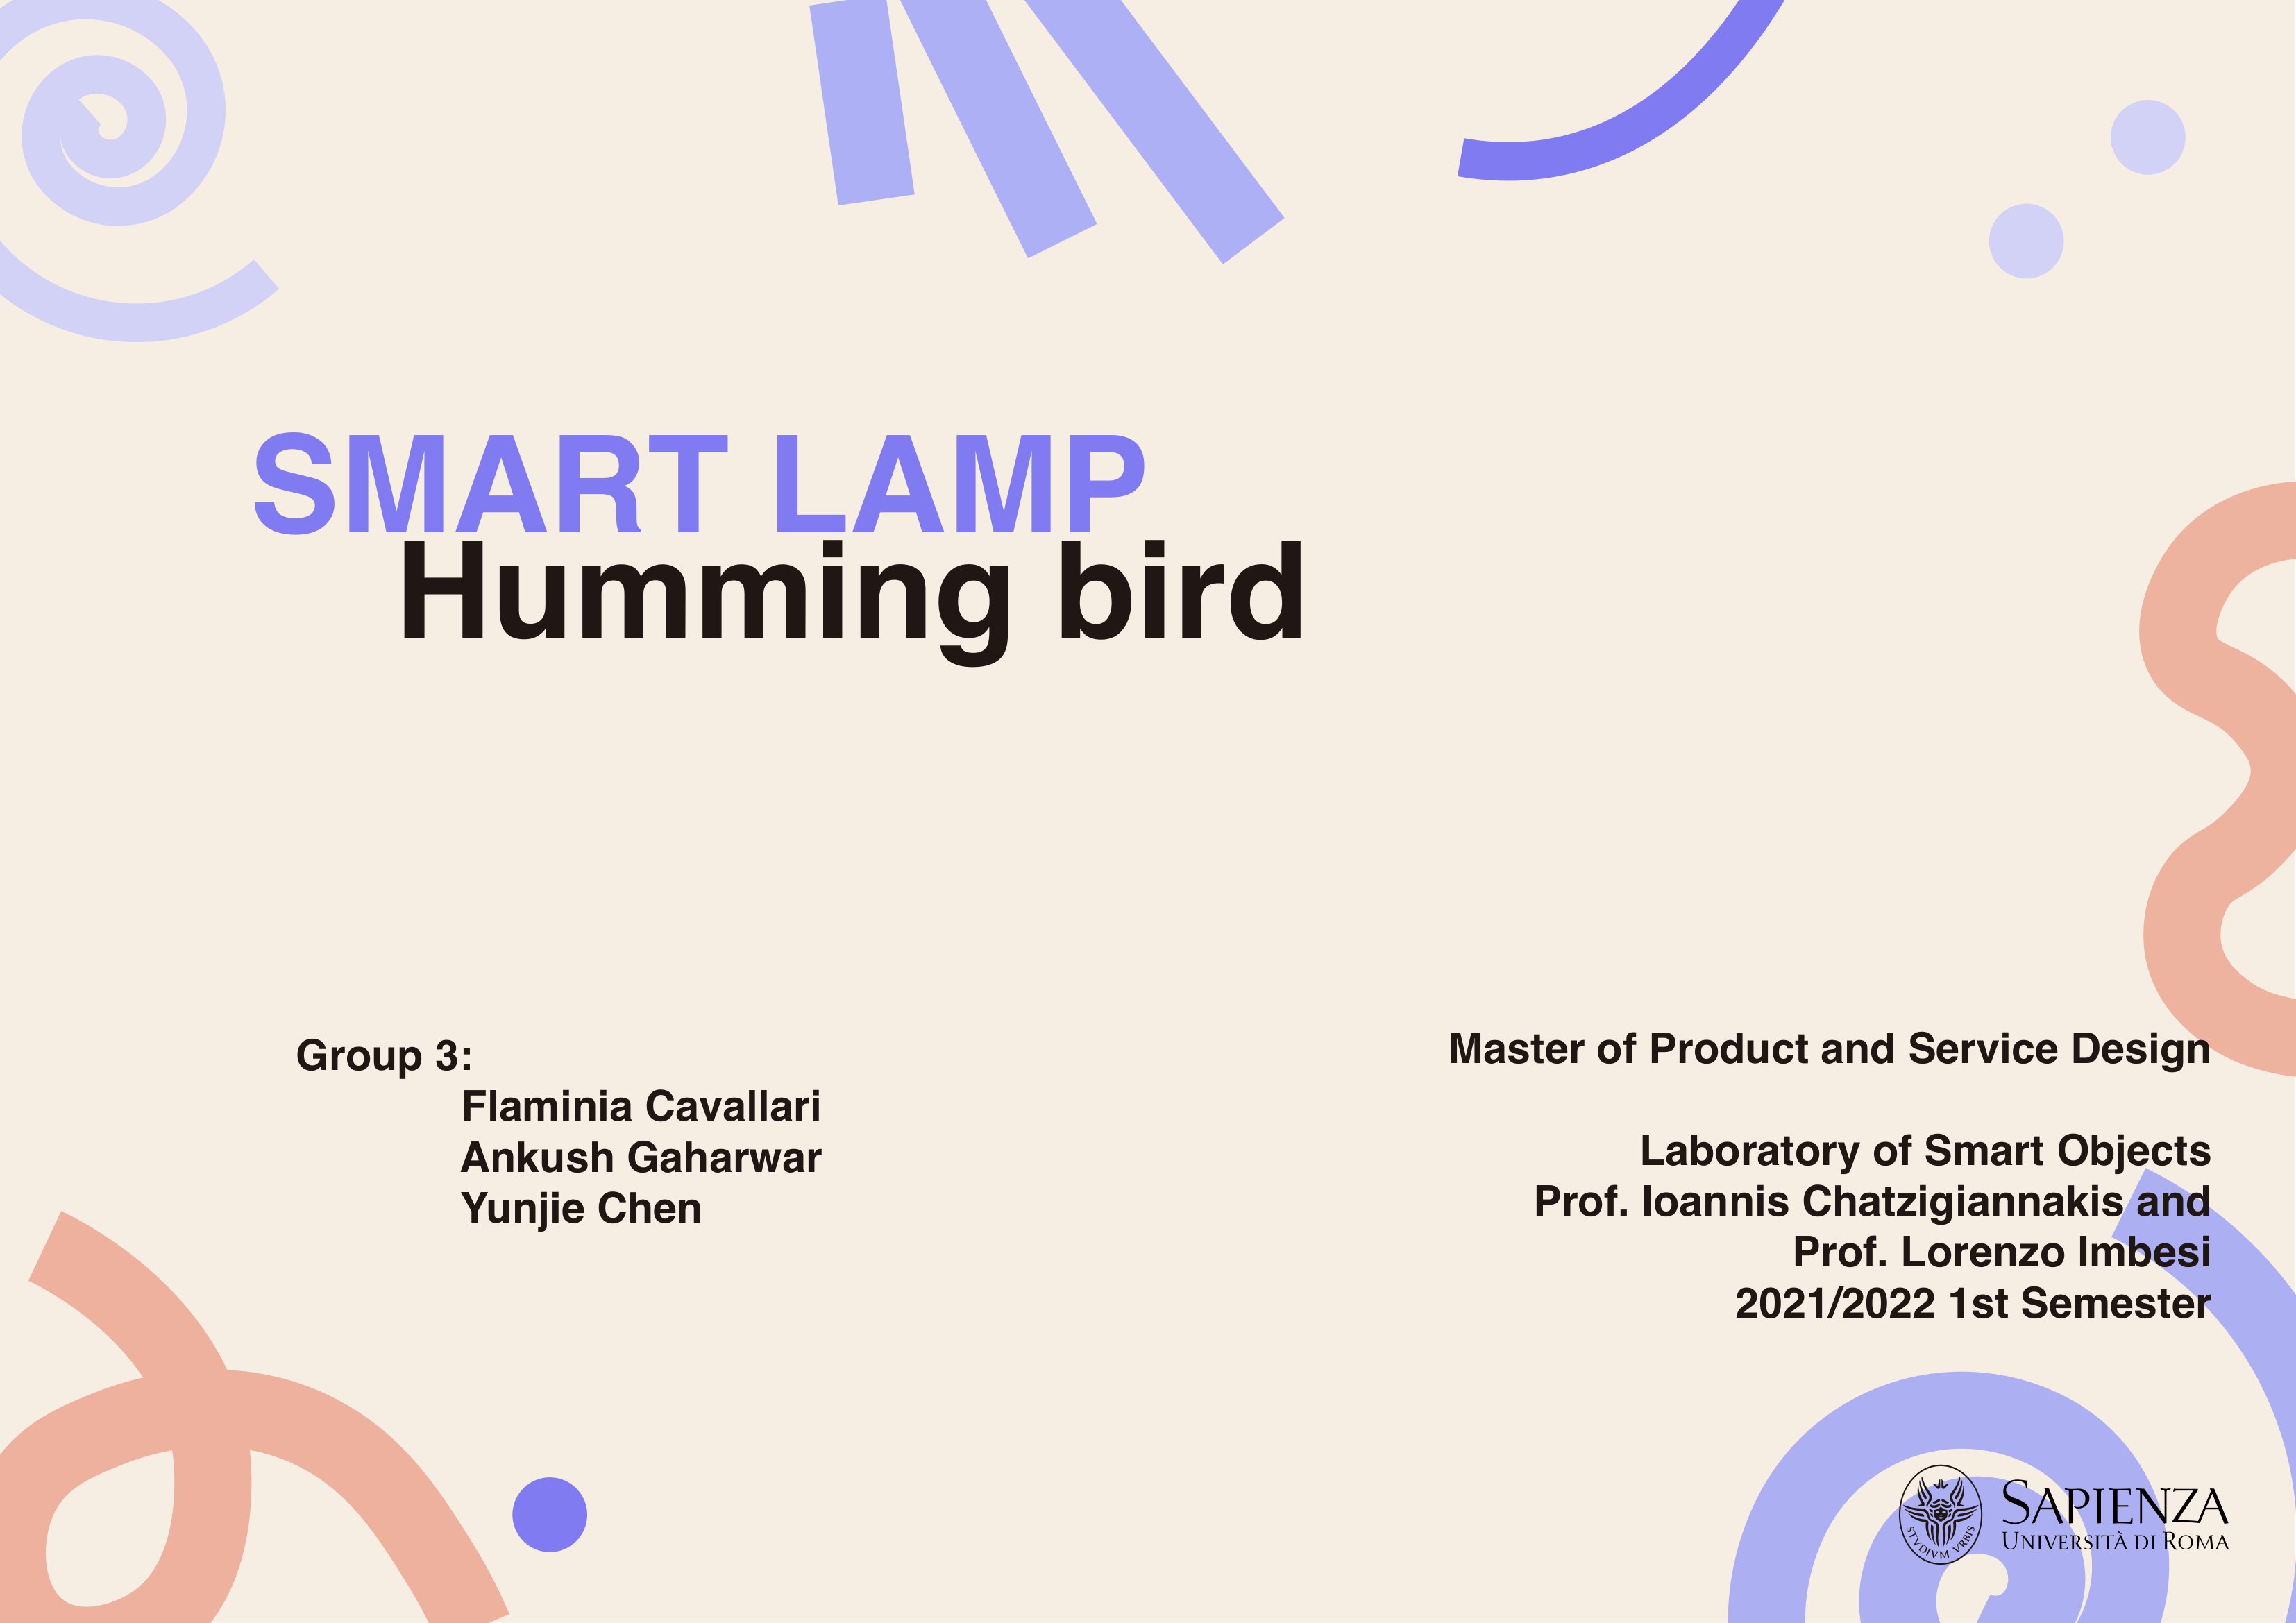 SMART LAMP
Humming bird
Group 3:
Flaminia Cavallari
Ankush Gaharwar
Yunjie Chen
Master of Product and Service Design
Laboratory of Smart Objects
Prof. Ioannis Chatzigiannakis and
Prof. Lorenzo Imbesi
2021/2022 1st Semester
STVDIVM VRBIS
SAPIENZA
UNIVERSITÀ DI ROMA